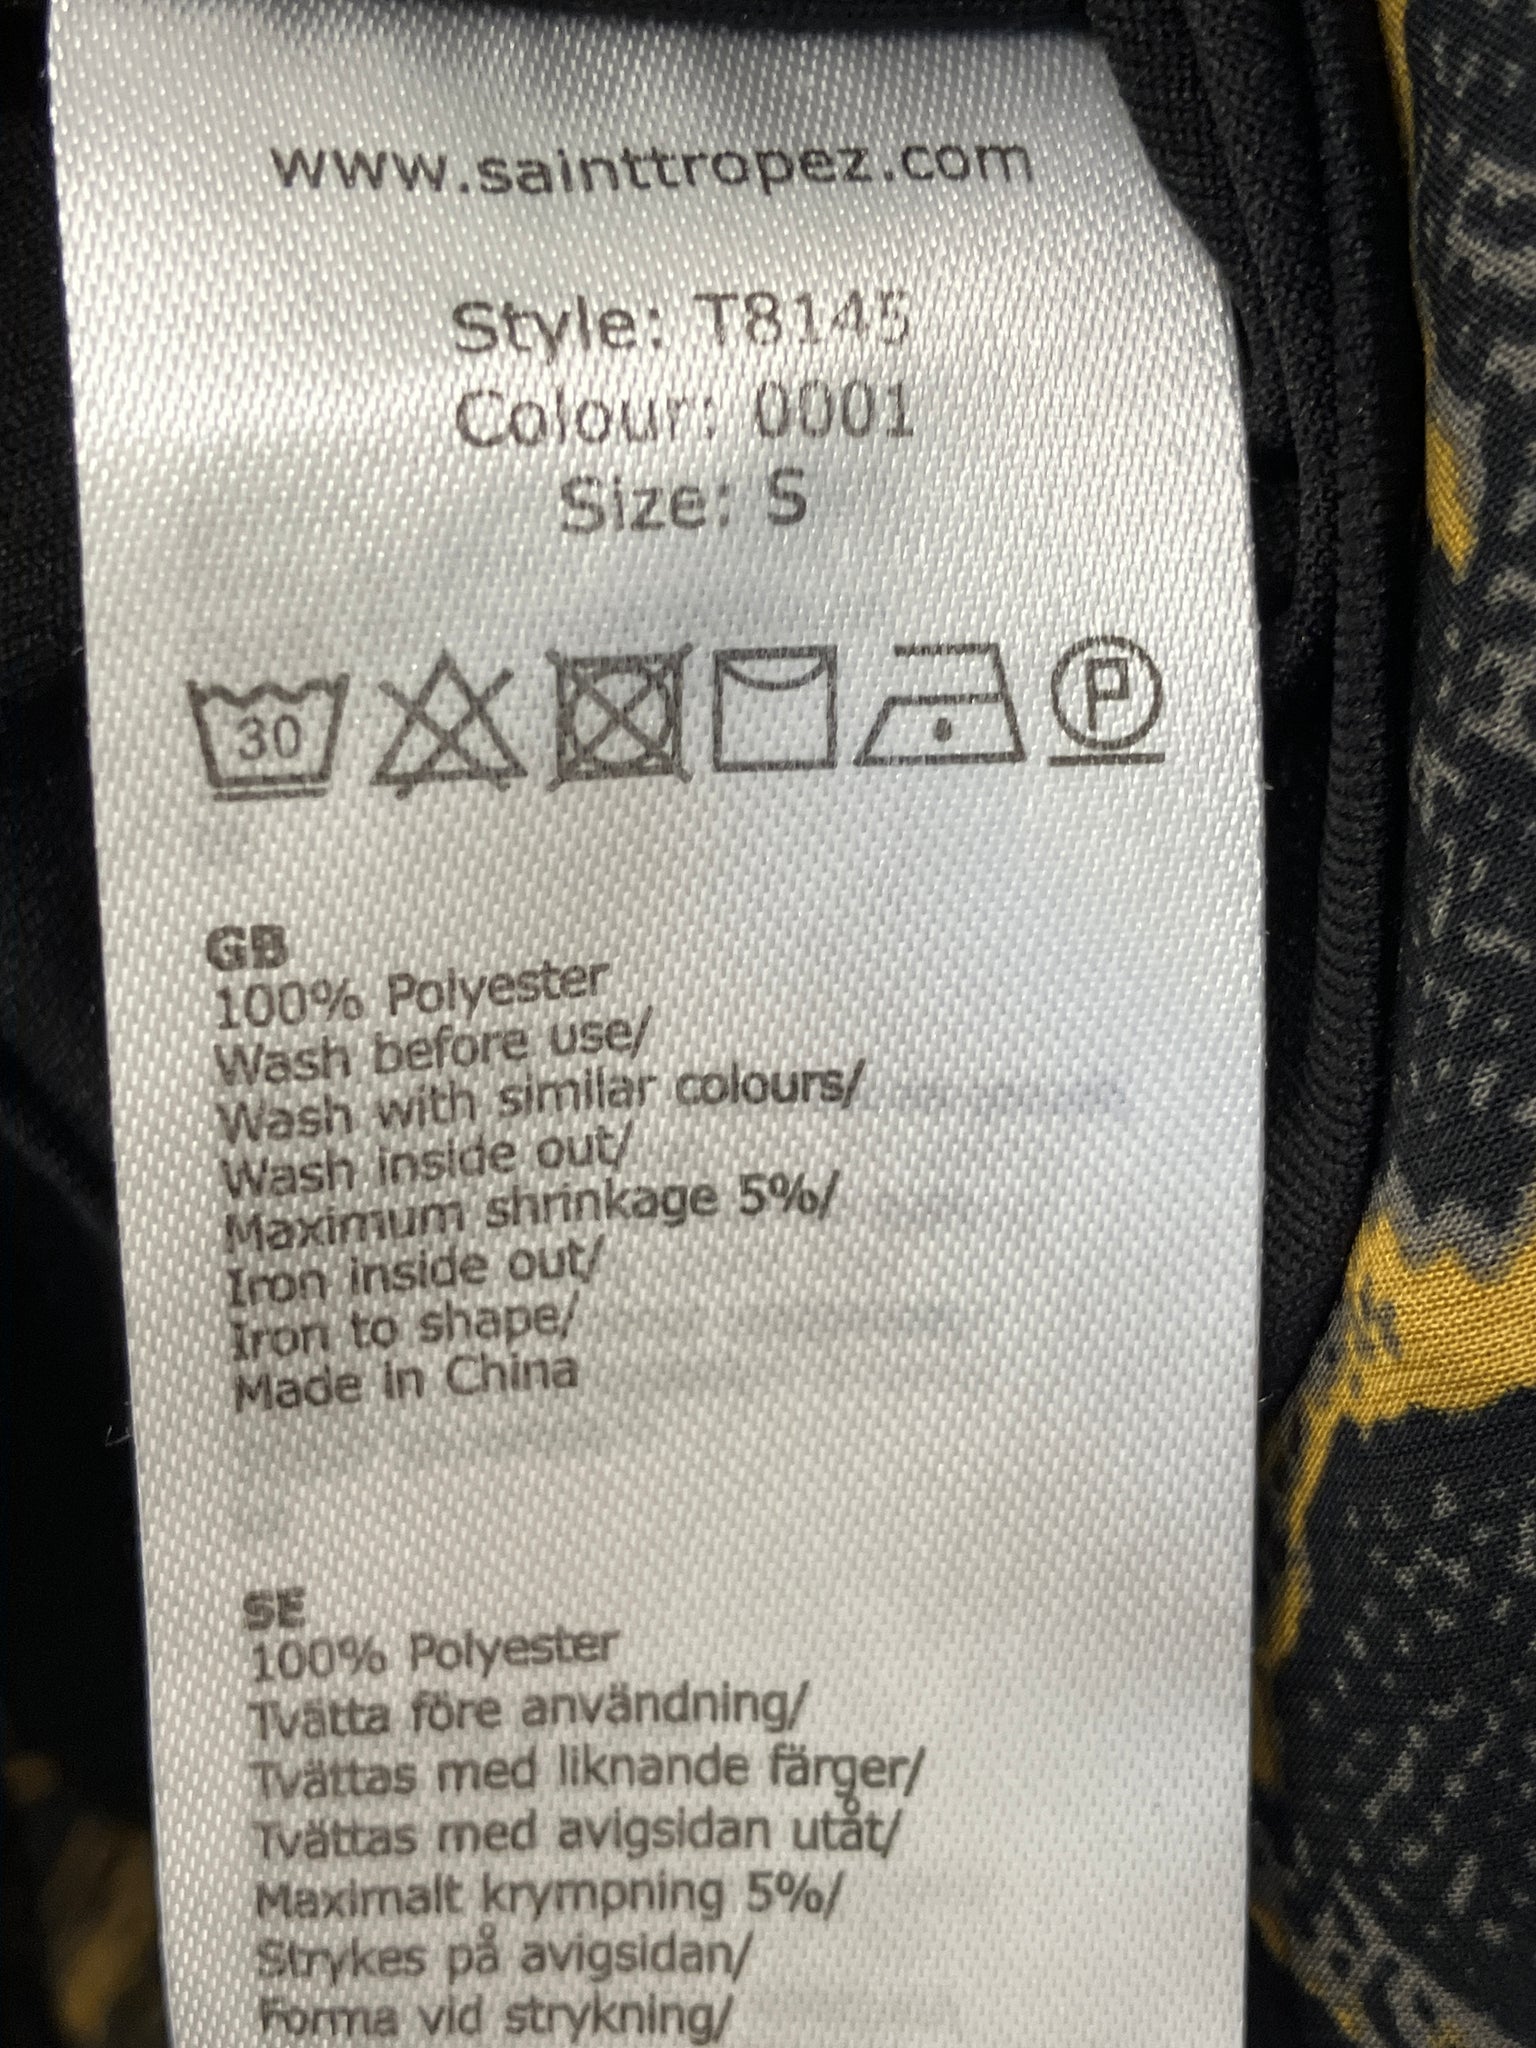 www.sainttropez.com
Style: T8145
Colour: 0001
Size: S
30 P
GB
100% Polyester
Wash before use/
Wash with similar colours/
Wash inside out/
Maximum shrinkage 5%/
Iron inside out/
Iron to shape/
Made in China
SE
100% Polyester
Tvätta före användning/
Tvättas med liknande färger/
Tvättas med avigsidan utåt/
Maximalt krympning 5%/
Strykes på avigsidan/
Forma vid strykning/